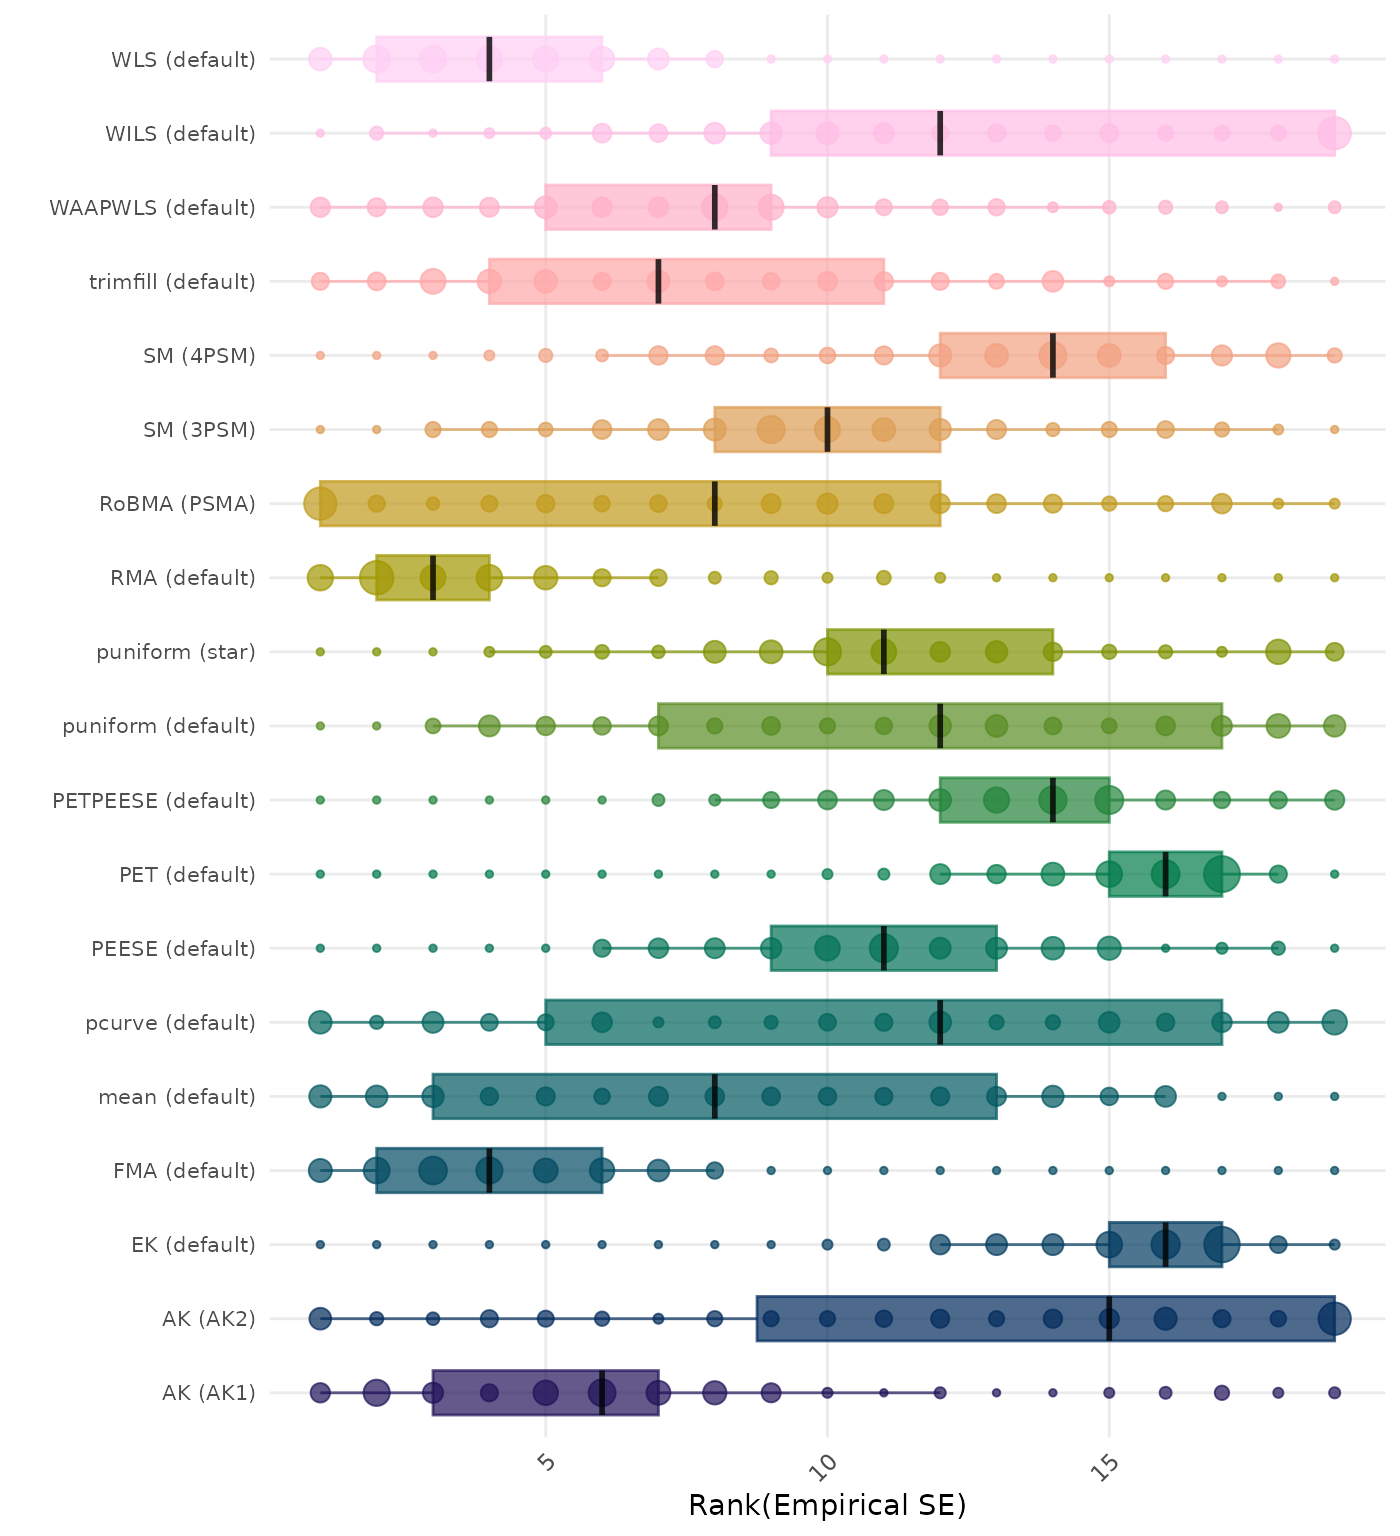 WLS (default)
WILS (default)
WAAPWLS (default)
trimfill (default)
SM (4PSM)
SM (3PSM)
RoBMA (PSMA)
RMA (default)
puniform (star)
puniform (default)
PETPEESE (default)
PET (default)
PEESE (default)
pcurve (default)
mean (default)
FMA (default)
EK (default)
AK (AK2)
AK (AK1)
5 10 15
Rank(Empirical SE)